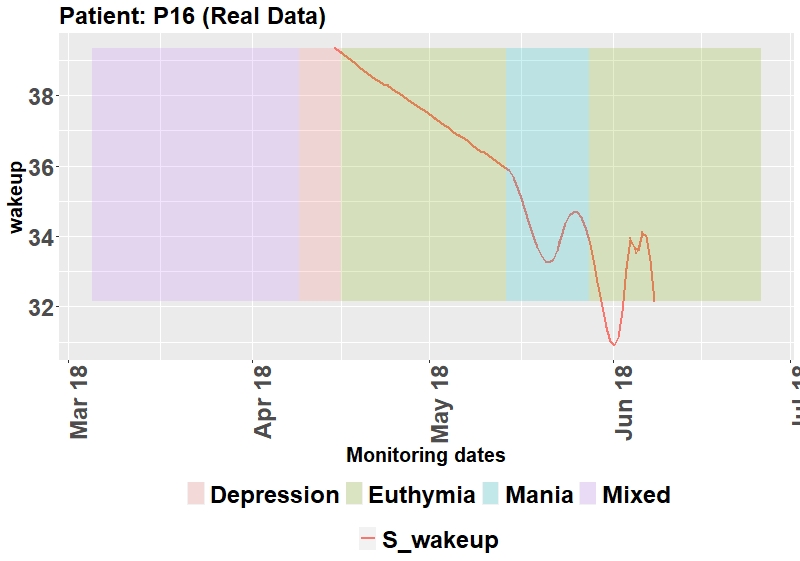 Patient: P16 (Real Data)
wakeup
38
36
34
32
Mar 18
Apr 18
May 18
Jun 18
Monitoring dates
Depression Euthymia Mania Mixed
S_wakeup